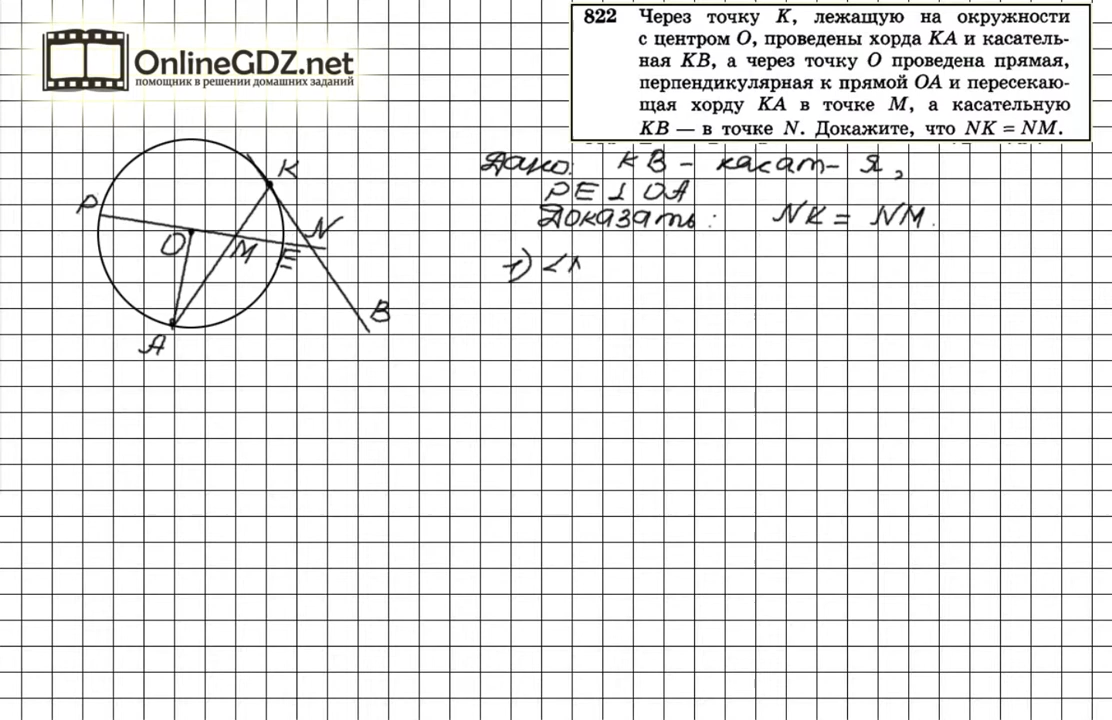 OnlineGDZ.net
помощник в решении домашних заданий
822 Через точку K, лежащую на окружности
с центром O, проведены хорда KA и касатель-
ная KB, а через точку O проведена прямая,
перпендикулярная к прямой OA и пересекаю-
щая хорду KA в точке M, а касательную
KB — в точке N. Докажите, что NK = NM.
Дано: KB - касат-я,
PE ⊥ OA
Доказать: NK = NM.
1) <
K
P
O
M
E
N
B
A